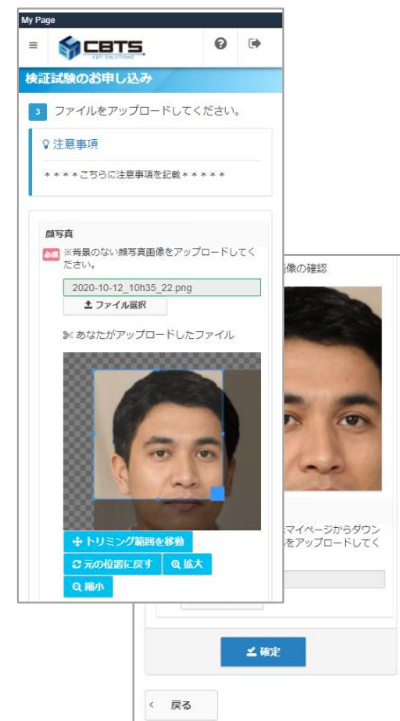 My Page
CBTS
CBT-SOLUTIONS
検証試験のお申し込み
3 ファイルをアップロードしてください。
注意事項
＊＊＊＊こちらに注意事項を記載＊＊＊＊＊
顔写真
必須 ※背景のない顔写真画像をアップロードしてく
ださい。
2020-10-12_10h35_22.png
ファイル選択
あなたがアップロードしたファイル
トリミング範囲を移動
元の位置に戻す 拡大
縮小
像の確認
マイページからダウン
をアップロードしてく
確定
戻る